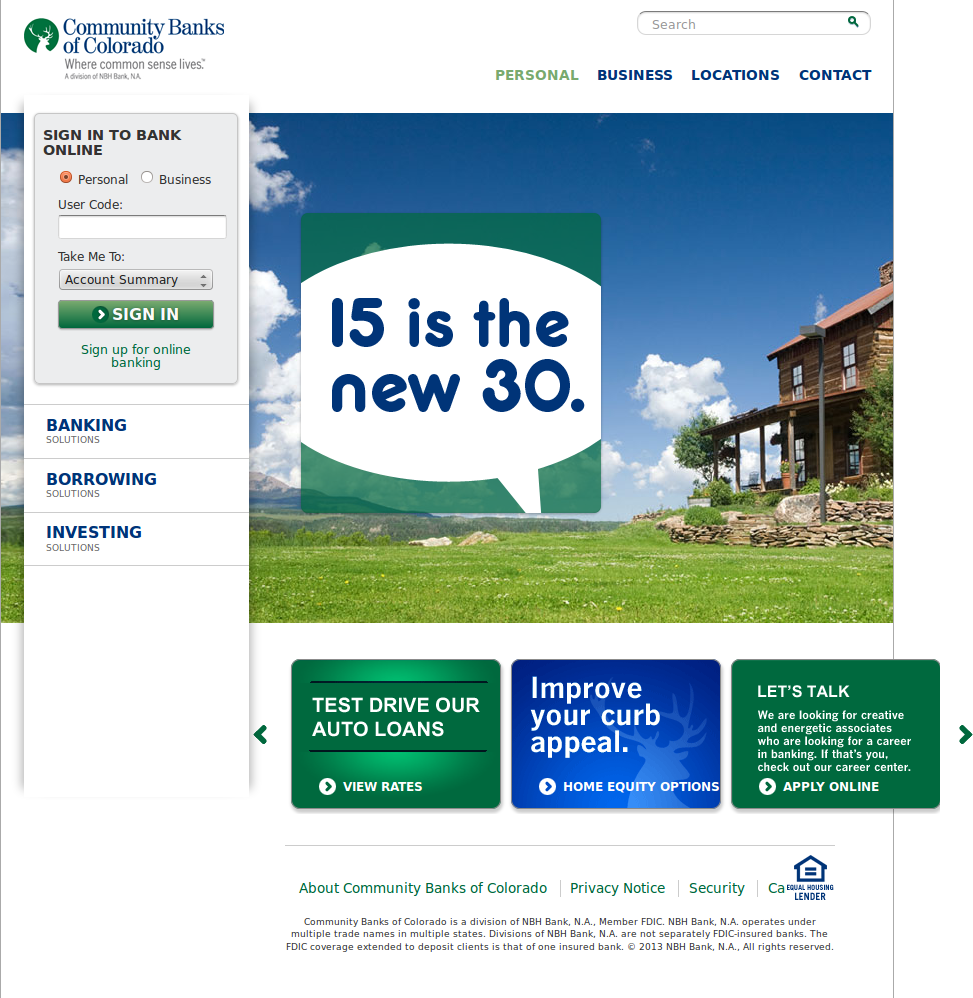 Community Banks
of Colorado
Where common sense lives.™
A division of NBH Bank, N.A.
Search
PERSONAL BUSINESS LOCATIONS CONTACT
SIGN IN TO BANK
ONLINE
Personal Business
User Code:
Take Me To:
Account Summary
SIGN IN
Sign up for online
banking
BANKING
SOLUTIONS
BORROWING
SOLUTIONS
INVESTING
SOLUTIONS
15 is the
new 30.
TEST DRIVE OUR
AUTO LOANS
VIEW RATES
Improve
your curb
appeal.
HOME EQUITY OPTIONS
LET'S TALK
We are looking for creative
and energetic associates
who are looking for a career
in banking. If that's you,
check out our career center.
APPLY ONLINE
About Community Banks of Colorado Privacy Notice Security Ca
EQUAL HOUSING
LENDER
Community Banks of Colorado is a division of NBH Bank, N.A., Member FDIC. NBH Bank, N.A. operates under
multiple trade names in multiple states. Divisions of NBH Bank, N.A. are not separately FDIC-insured banks. The
FDIC coverage extended to deposit clients is that of one insured bank. © 2013 NBH Bank, N.A., All rights reserved.